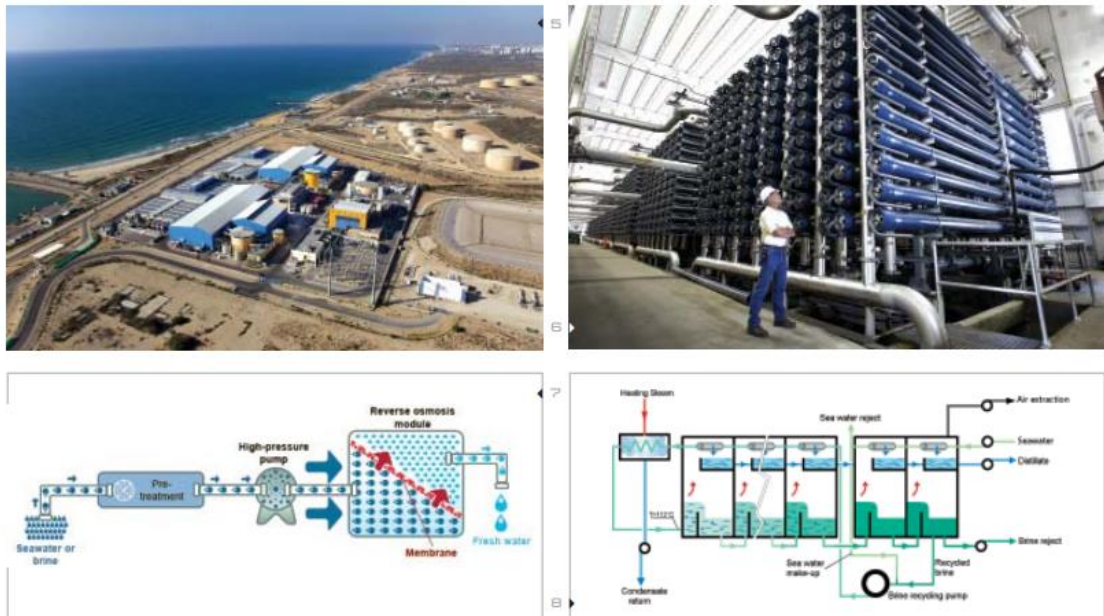 5
6
7
8
Reverse osmosis
module
High-pressure
pump
Pre-
treatment
Seawater or
brine
Membrane
Fresh water
Heating Steam
Sea water reject
Air extraction
Seawater
Distillate
Brine reject
Sea water
make-up
Recycled
brine
Condensate
return
Brine recycling pump